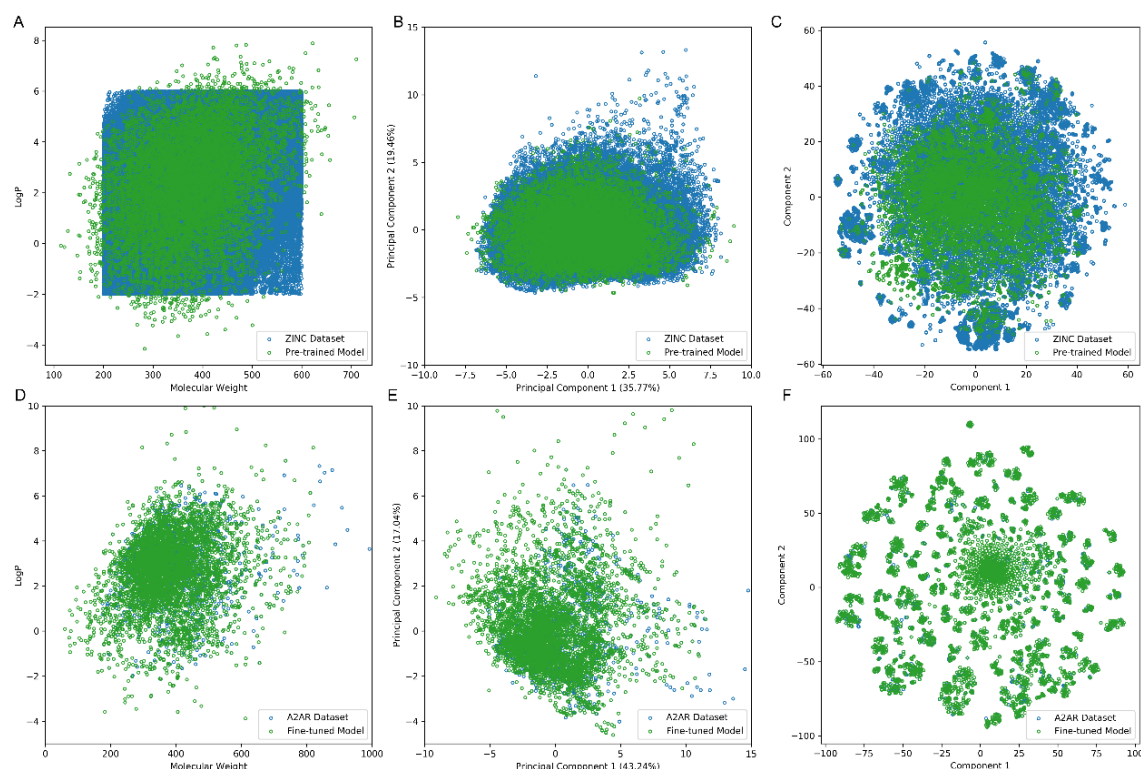 A
8
6
4
2
0
−2
−4
LogP
100 200 300 400 500 600 700
Molecular Weight
ZINC Dataset
Pre-trained Model
B
15
10
5
0
−5
−10
Principal Component 2 (19.46%)
−10.0 −7.5 −5.0 −2.5 0.0 2.5 5.0 7.5 10.0
Principal Component 1 (35.77%)
ZINC Dataset
Pre-trained Model
C
60
40
20
0
−20
−40
−60
Component 2
−60 −40 −20 0 20 40 60
Component 1
ZINC Dataset
Pre-trained Model
D
10
8
6
4
2
0
−2
−4
LogP
0 200 400 600 800 1000
Molecular Weight
A2AR Dataset
Fine-tuned Model
E
10
8
6
4
2
0
−2
−4
Principal Component 2 (17.04%)
−10 −5 0 5 10 15
Principal Component 1 (43.24%)
A2AR Dataset
Fine-tuned Model
F
100
50
0
−50
−100
Component 2
−100 −75 −50 −25 0 25 50 75 100
Component 1
A2AR Dataset
Fine-tuned Model